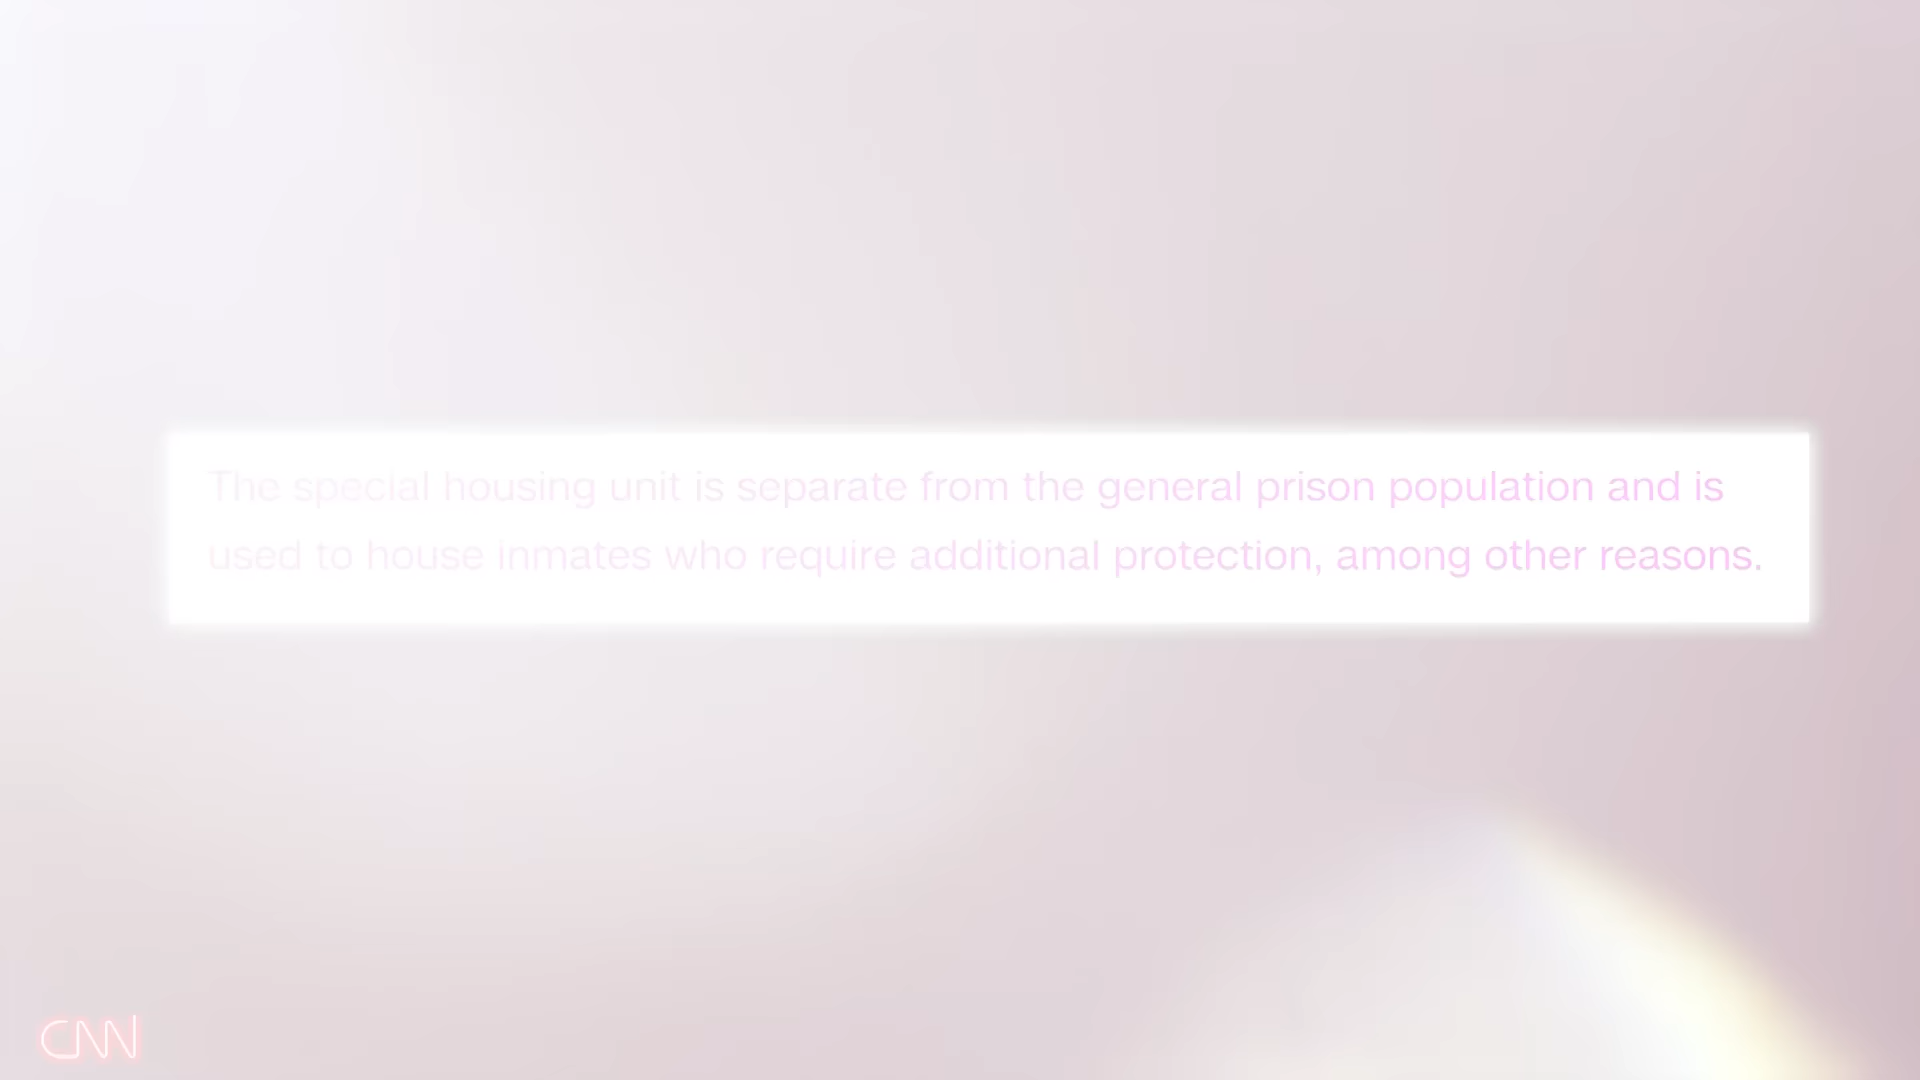 The special housing unit is separate from the general prison population and is
used to house inmates who require additional protection, among other reasons.
CNN